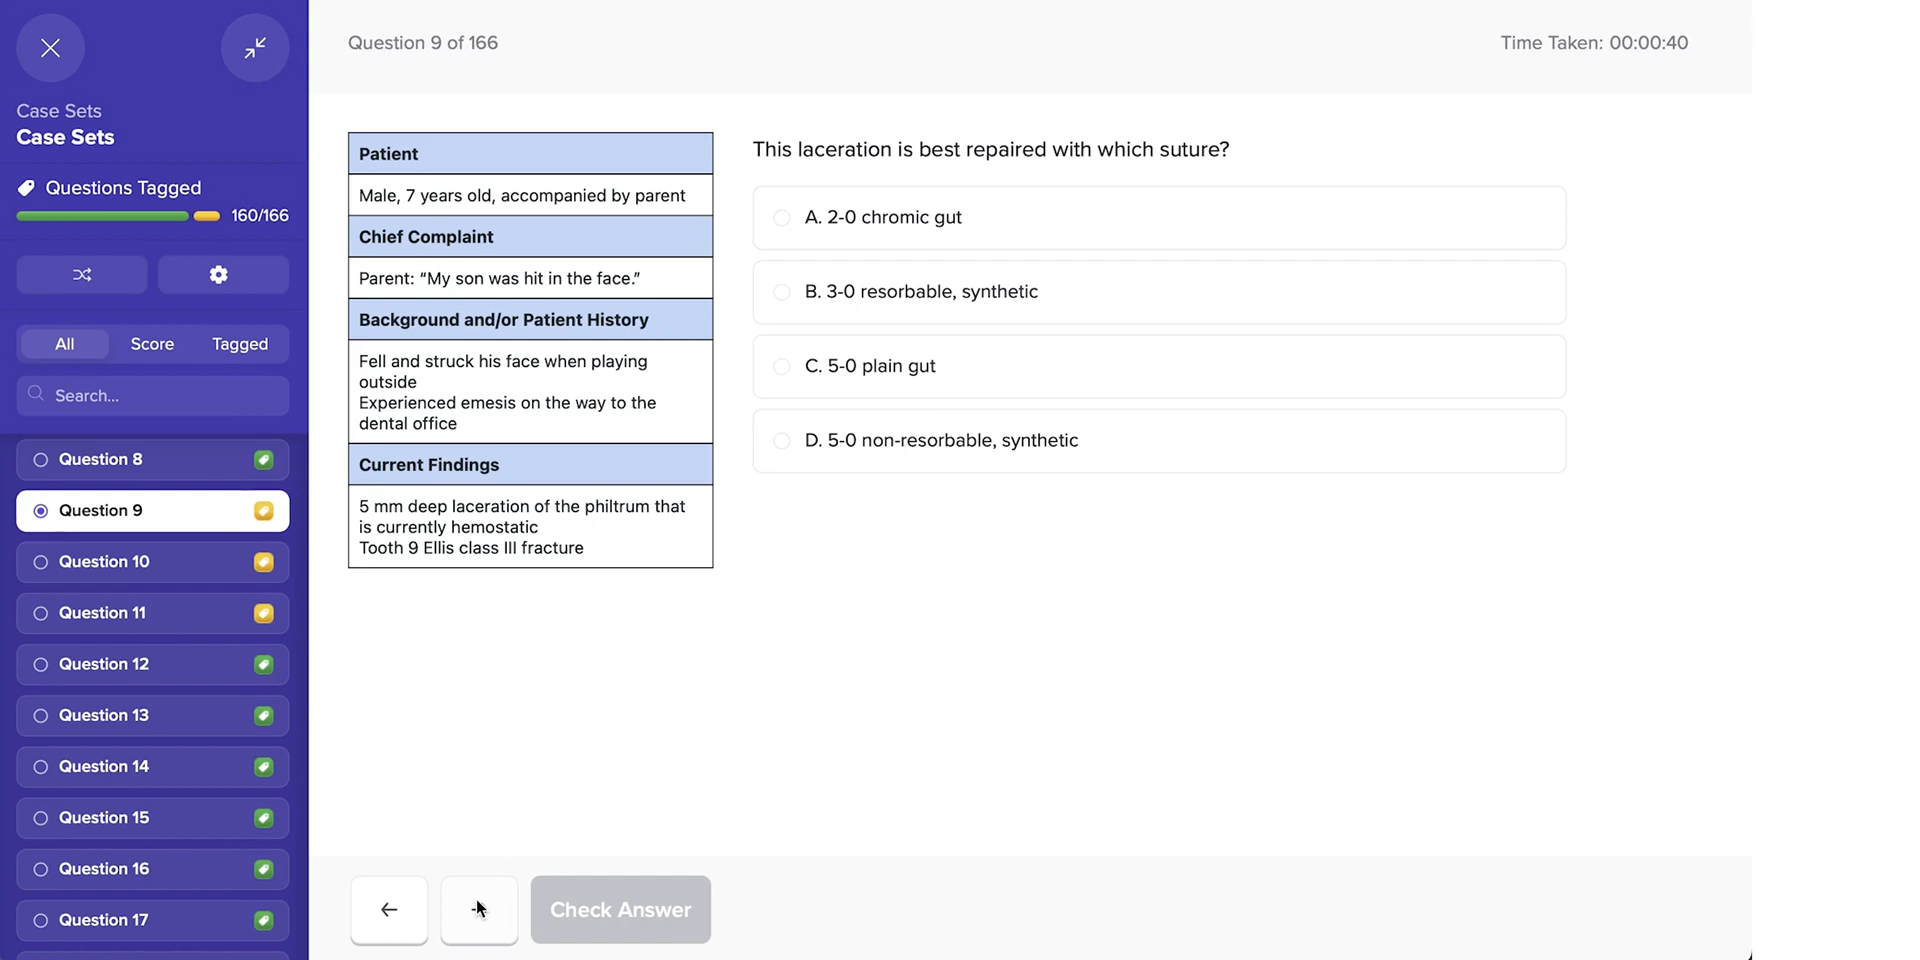 Case Sets
Case Sets
Questions Tagged
160/166
All Score Tagged
Search...
Question 8
Question 9
Question 10
Question 11
Question 12
Question 13
Question 14
Question 15
Question 16
Question 17
Question 9 of 166
Time Taken: 00:00:40
Patient
Male, 7 years old, accompanied by parent
Chief Complaint
Parent: “My son was hit in the face.”
Background and/or Patient History
Fell and struck his face when playing
outside
Experienced emesis on the way to the
dental office
Current Findings
5 mm deep laceration of the philtrum that
is currently hemostatic
Tooth 9 Ellis class III fracture
This laceration is best repaired with which suture?
A. 2-0 chromic gut
B. 3-0 resorbable, synthetic
C. 5-0 plain gut
D. 5-0 non-resorbable, synthetic
Check Answer